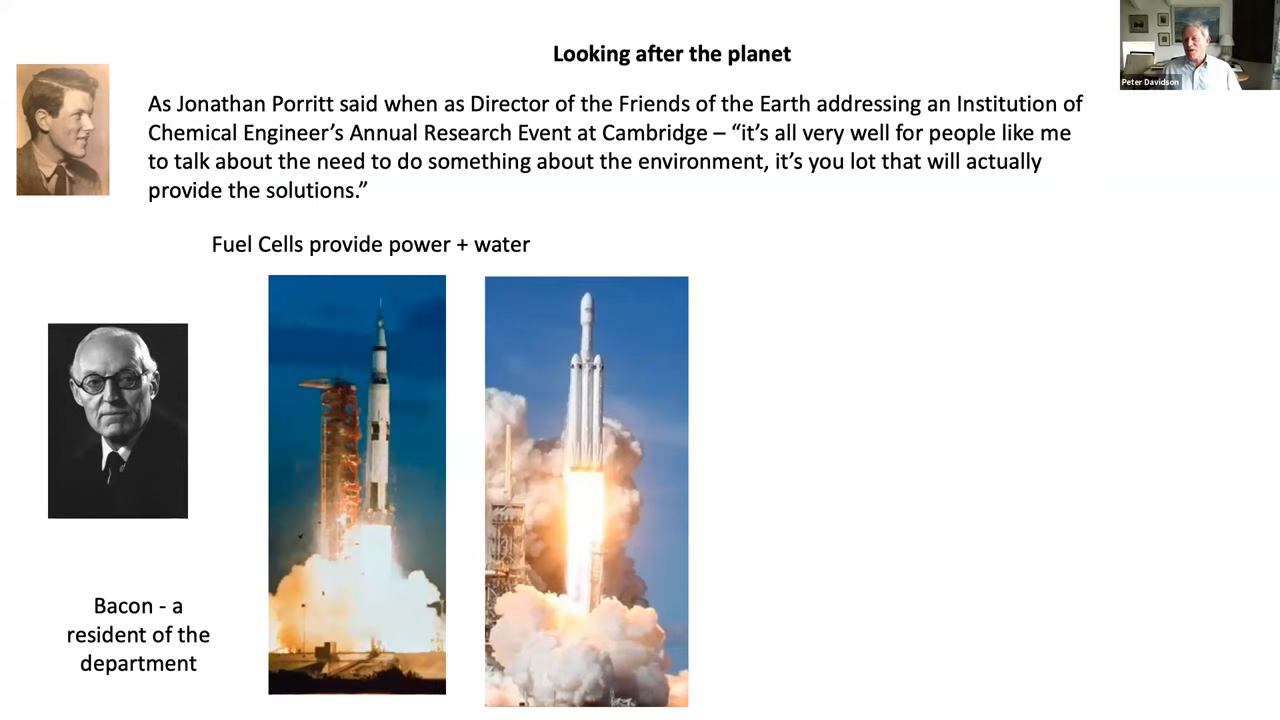 Looking after the planet
Peter Davidson
As Jonathan Porritt said when as Director of the Friends of the Earth addressing an Institution of
Chemical Engineer’s Annual Research Event at Cambridge – “it’s all very well for people like me
to talk about the need to do something about the environment, it’s you lot that will actually
provide the solutions.”
Fuel Cells provide power + water
Bacon - a
resident of the
department